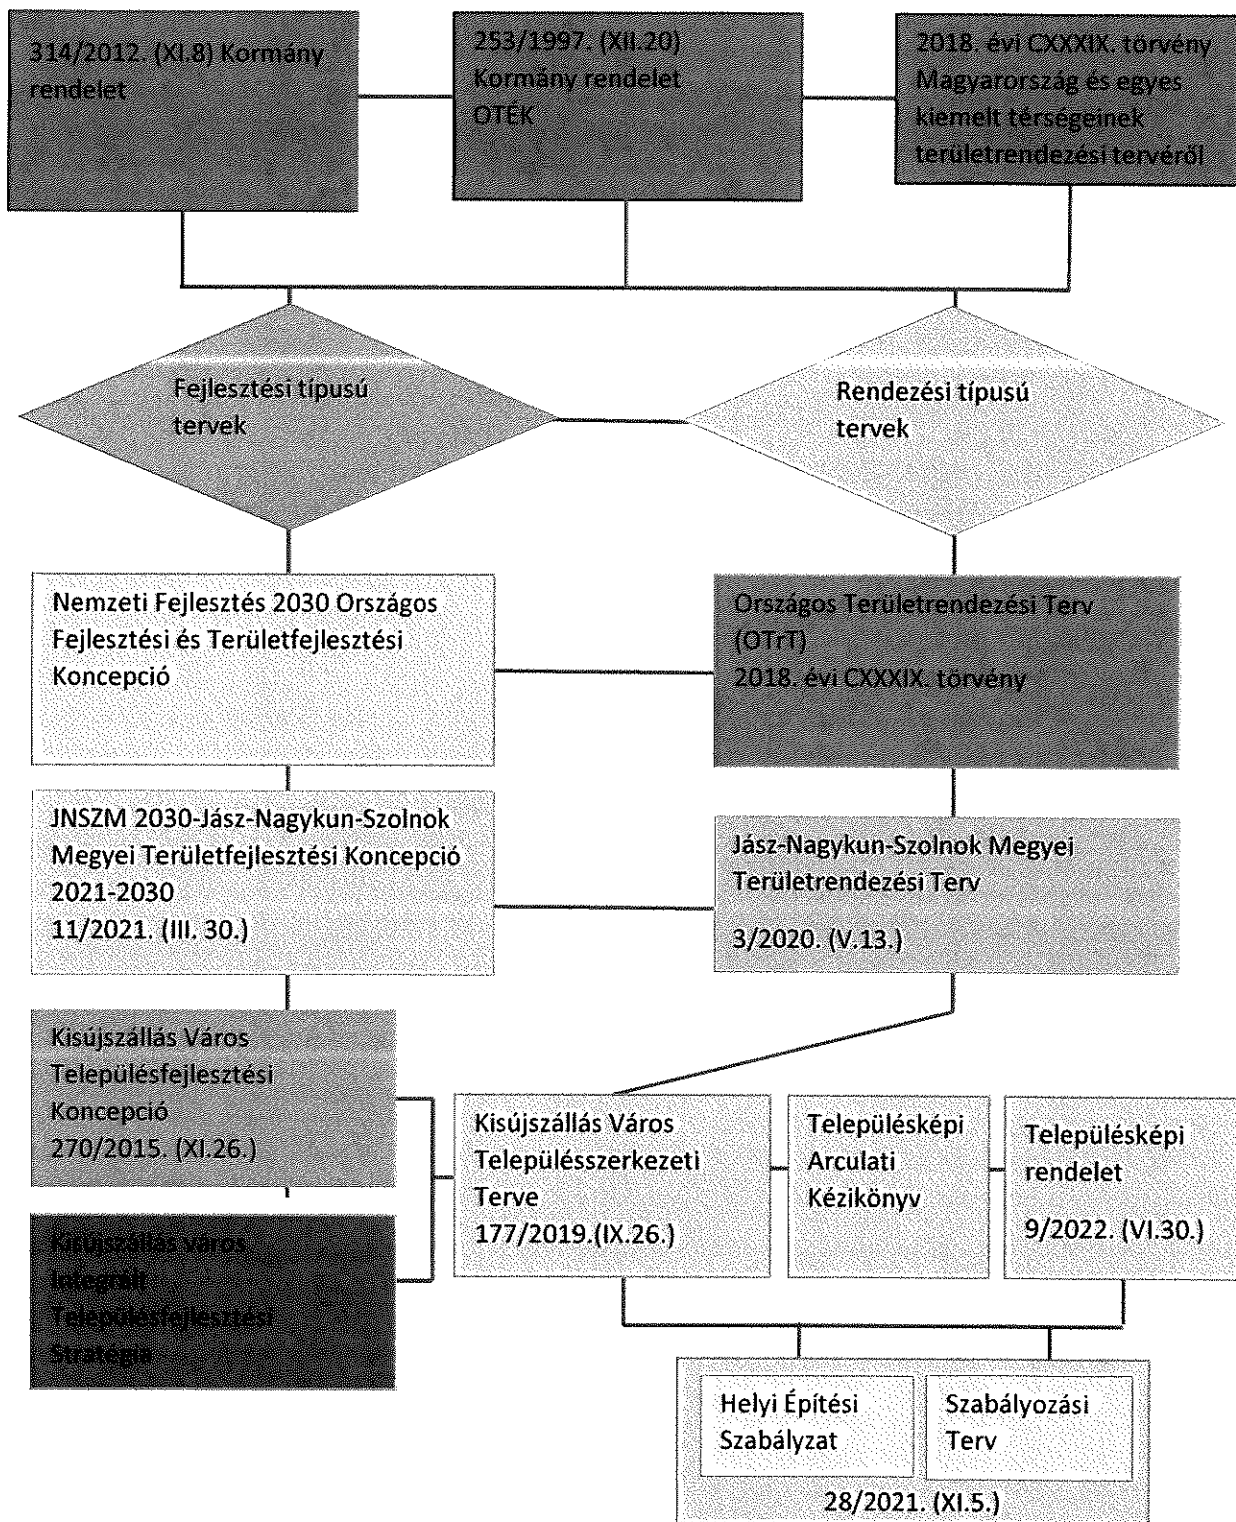 314/2012. (XI.8) Kormány
rendelet
253/1997. (XII.20)
Kormány rendelet
OTÉK
2018. évi CXXXIX. törvény
Magyarország és egyes
kiemelt térségeinek
területrendezési tervéről
Fejlesztési típusú
tervek
Rendezési típusú
tervek
Nemzeti Fejlesztés 2030 Országos
Fejlesztési és Területfejlesztési
Koncepció
Országos Területrendezési Terv
(OTrT)
2018. évi CXXXIX. törvény
JNSZM 2030-Jász-Nagykun-Szolnok
Megyei Területfejlesztési Koncepció
2021-2030
11/2021. (III. 30.)
Jász-Nagykun-Szolnok Megyei
Területrendezési Terv
3/2020. (V.13.)
Kisújszállás Város
Településfejlesztési
Koncepció
270/2015. (XI.26.)
Kisújszállás város
Integrált
Településfejlesztési
Stratégia
Kisújszállás Város
Településszerkezeti
Terve
177/2019.(IX.26.)
Településképi
Arculati
Kézikönyv
Településképi
rendelet
9/2022. (VI.30.)
Helyi Építési
Szabályzat
Szabályozási
Terv
28/2021. (XI.5.)